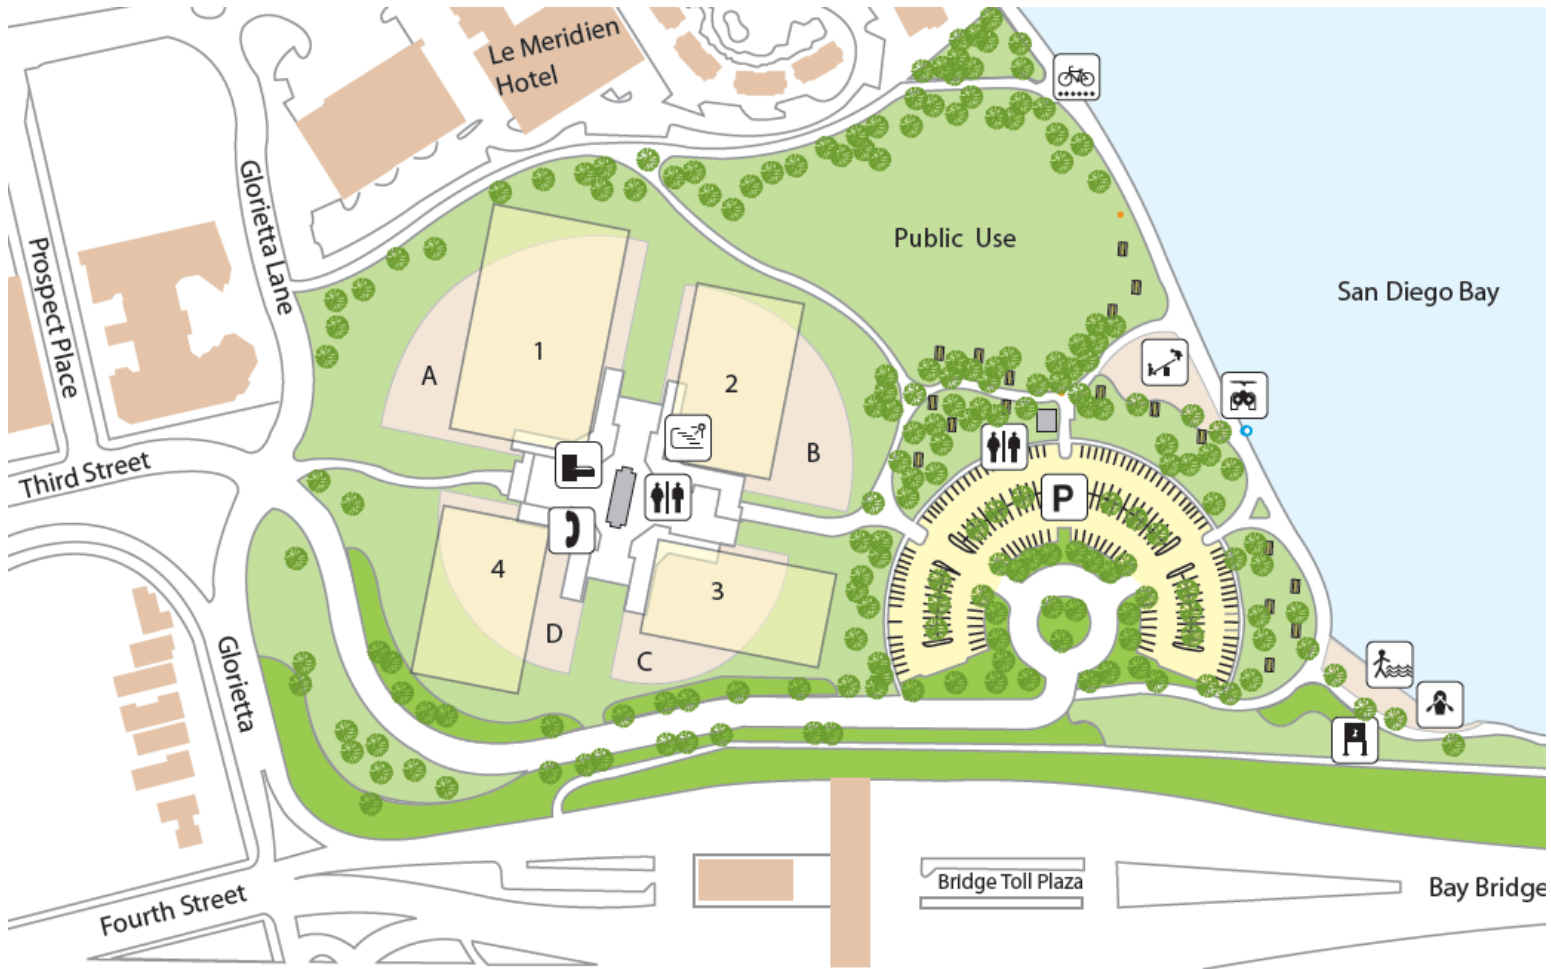 Le Meridien
Hotel
Glorietta Lane
Prospect Place
Public Use
San Diego Bay
1
A
2
B
Third Street
P
4
3
D
C
Glorietta
Bridge Toll Plaza
Bay Bridge
Fourth Street